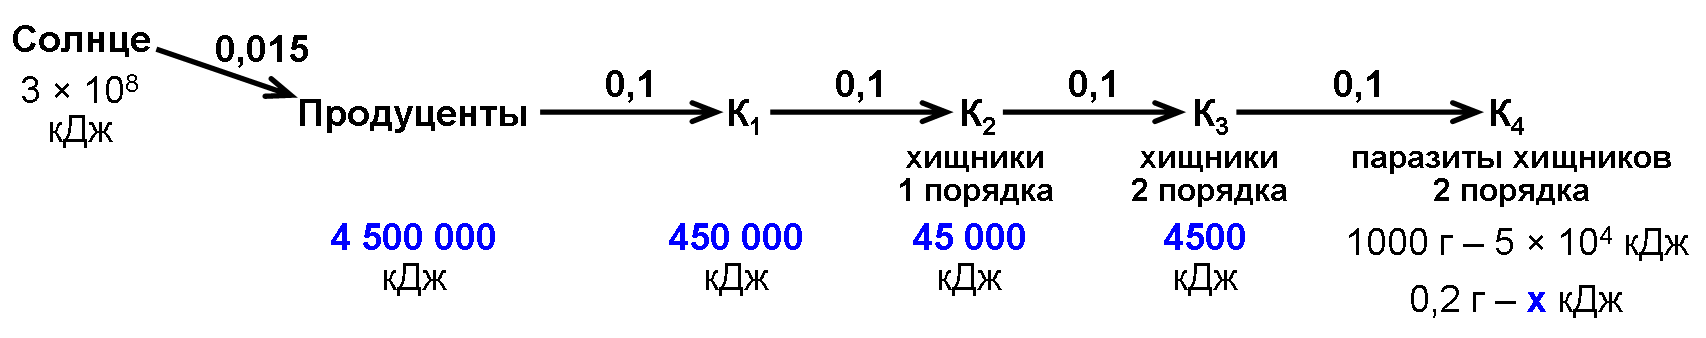 Солнце
3 × 10⁸
кДж
0,015
Продуценты
0,1
К₁
0,1
К₂
0,1
К₃
0,1
К₄
хищники
1 порядка
хищники
2 порядка
паразиты хищников
2 порядка
4 500 000
кДж
450 000
кДж
45 000
кДж
4500
кДж
1000 г – 5 × 10⁴ кДж
0,2 г – х кДж